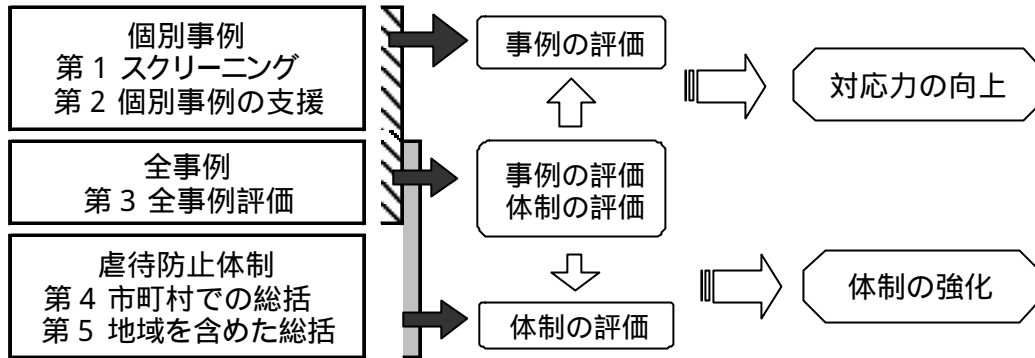 個別事例
第1 スクリーニング
第2 個別事例の支援
事例の評価
対応力の向上
全事例
第3 全事例評価
事例の評価
体制の評価
虐待防止体制
第4 市町村での総括
第5 地域を含めた総括
体制の評価
体制の強化